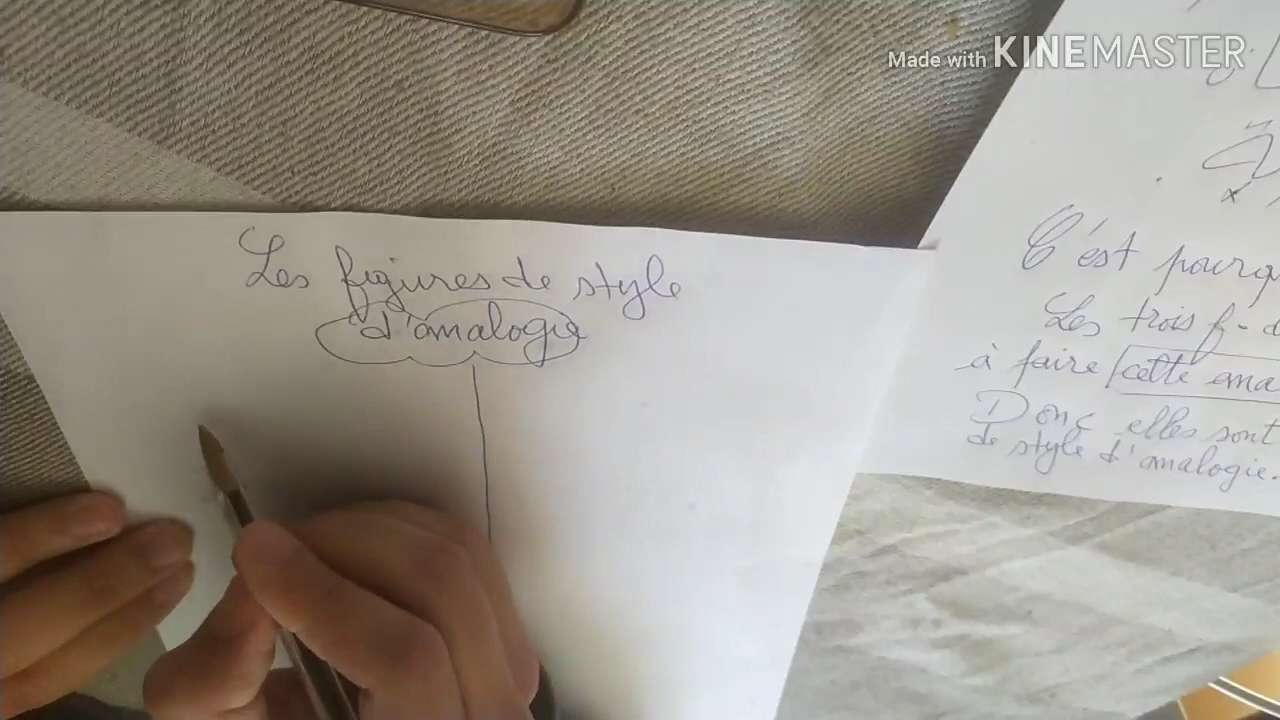 Made with KINEMASTER
Les figures de style
d'analogie
C'est pourq
Les trois f. d
à faire cette ana
Donc elles sont
de style d'analogie.